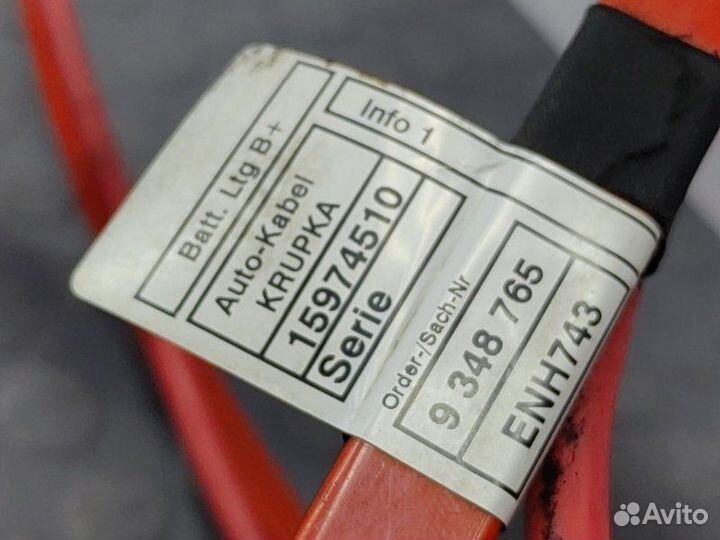 Batt. Ltg B+
Info 1
Auto-Kabel
KRUPKA
15974510
Serie
Order-/Sach-Nr
9 348 765
ENH743
Avito